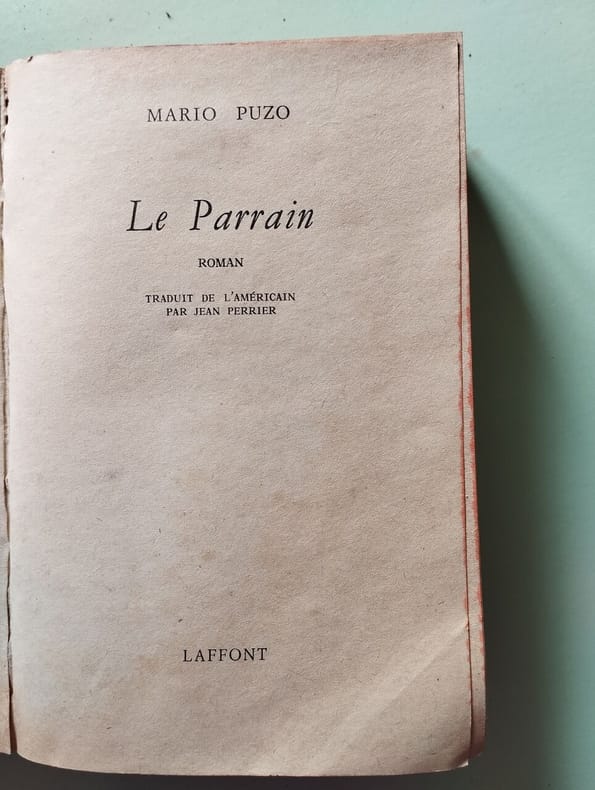 MARIO PUZO
Le Parrain
ROMAN
TRADUIT DE L'AMÉRICAIN
PAR JEAN PERRIER
LAFFONT